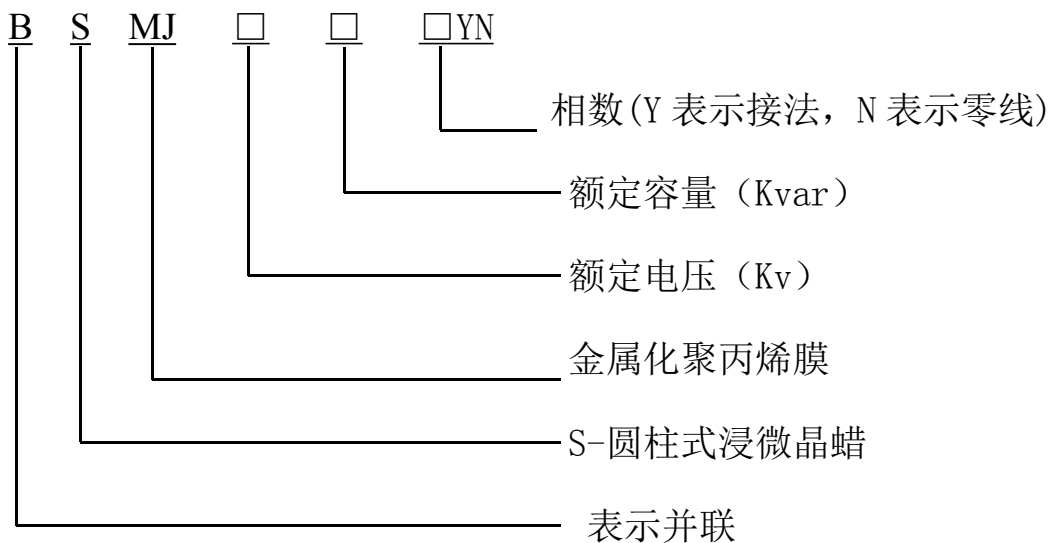 B S MJ □ □ □YN
相数(Y 表示接法，N 表示零线)
额定容量（Kvar）
额定电压（Kv）
金属化聚丙烯膜
S-圆柱式浸微晶蜡
表示并联